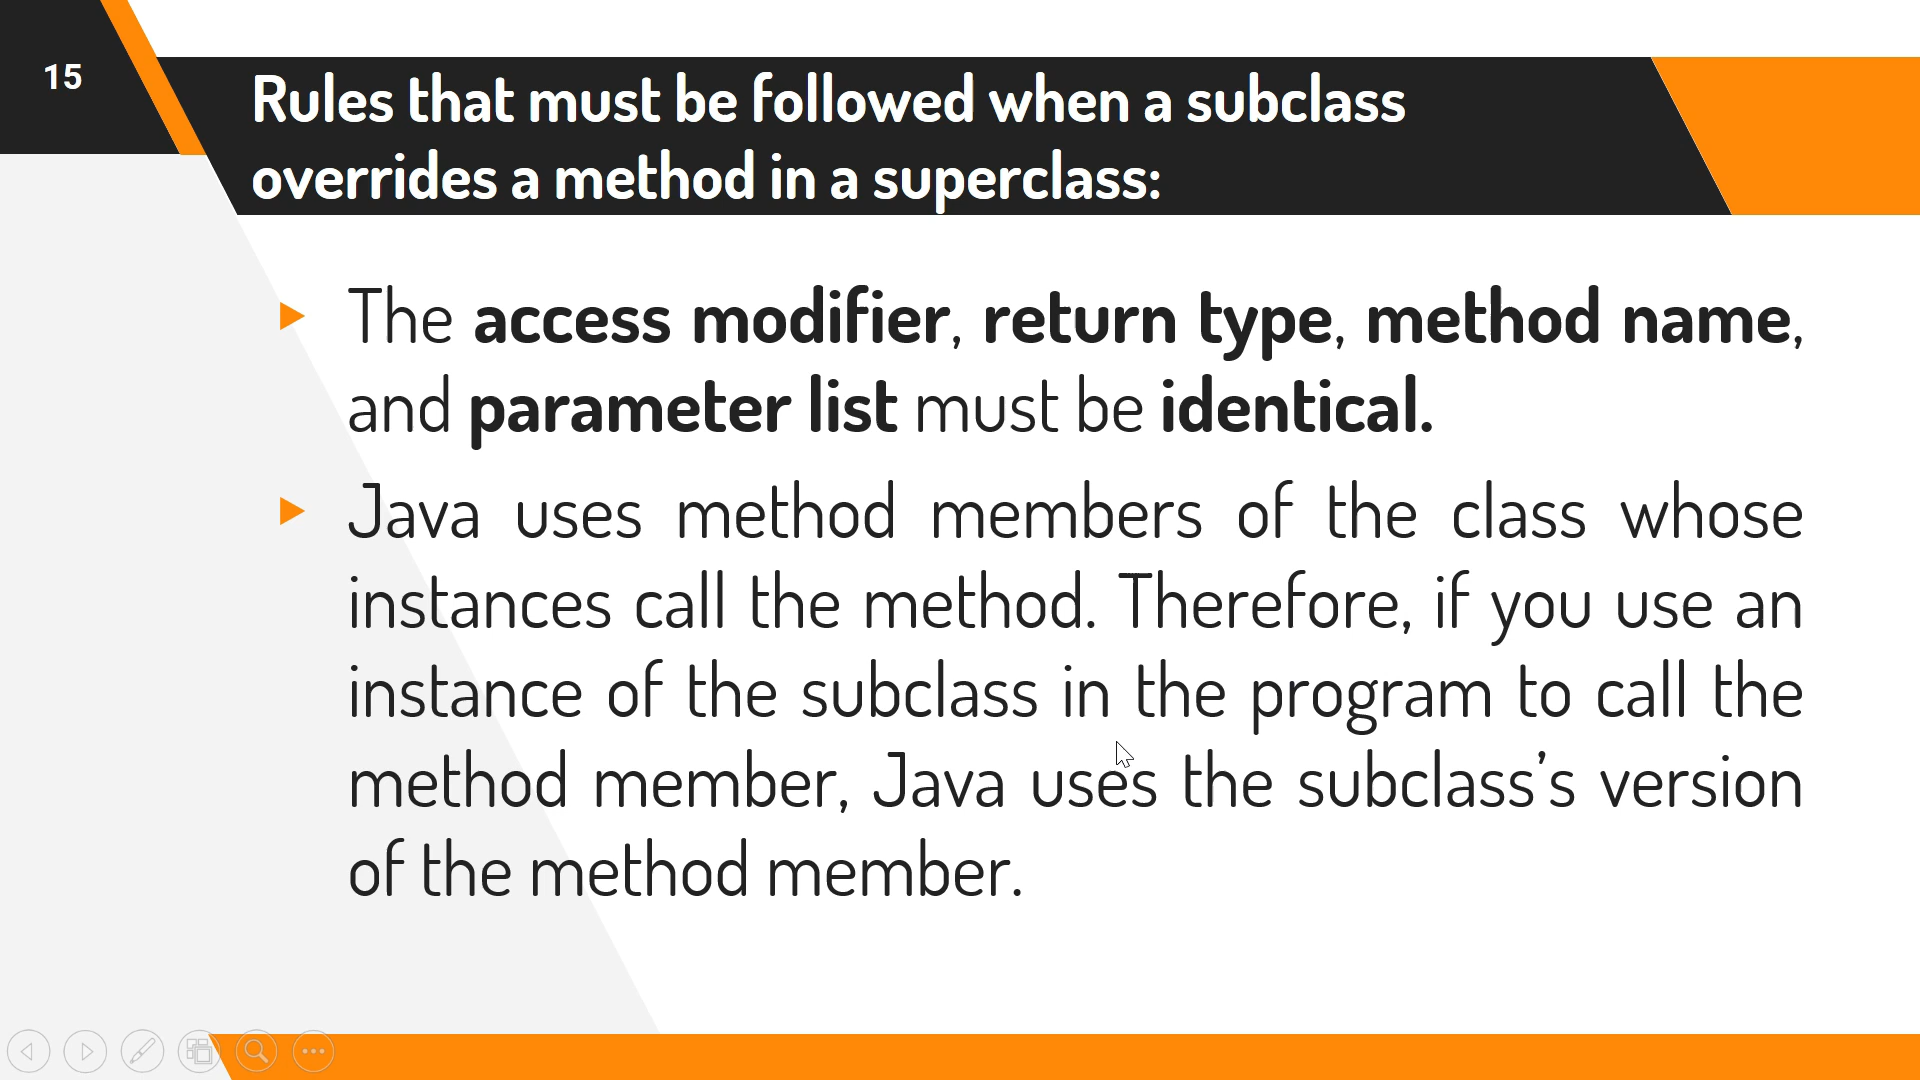 15
Rules that must be followed when a subclass
overrides a method in a superclass:
The access modifier, return type, method name,
and parameter list must be identical.
Java uses method members of the class whose
instances call the method. Therefore, if you use an
instance of the subclass in the program to call the
method member, Java uses the subclass’s version
of the method member.